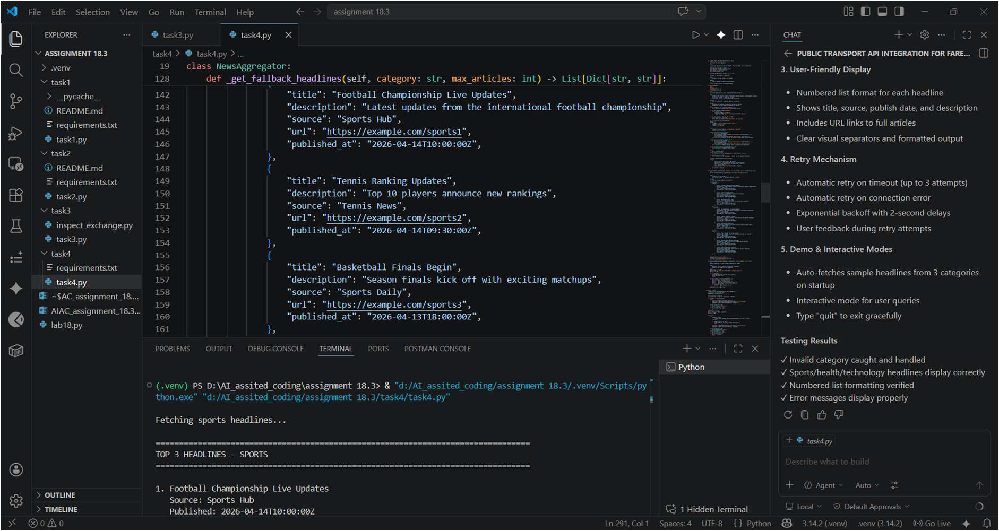 File Edit Selection View Go Run Terminal Help
assignment 18.3
EXPLORER
ASSIGNMENT 18.3
.venv
task1
__pycache__
README.md
requirements.txt
task1.py
task2
README.md
requirements.txt
task2.py
task3
inspect_exchange.py
task3.py
task4
requirements.txt
task4.py
~$AC_assignment_18....
AIAC_assignment_18.3...
lab18.py
OUTLINE
TIMELINE
task3.py
task4.py
task4 > task4.py > ...
19 class NewsAggregator:
128 def _get_fallback_headlines(self, category: str, max_articles: int) -> List[Dict[str, str]]:
142 "title": "Football Championship Live Updates",
143 "description": "Latest updates from the international football championship",
144 "source": "Sports Hub",
145 "url": "https://example.com/sports1",
146 "published_at": "2026-04-14T10:00:00Z",
147 },
148 {
149 "title": "Tennis Ranking Updates",
150 "description": "Top 10 players announce new rankings",
151 "source": "Tennis News",
152 "url": "https://example.com/sports2",
153 "published_at": "2026-04-14T09:30:00Z",
154 },
155 {
156 "title": "Basketball Finals Begin",
157 "description": "Season finals kick off with exciting matchups",
158 "source": "Sports Daily",
159 "url": "https://example.com/sports3",
160 "published_at": "2026-04-13T18:00:00Z",
161 },
PROBLEMS OUTPUT DEBUG CONSOLE TERMINAL PORTS POSTMAN CONSOLE
(.venv) PS D:\AI_assited_coding\assignment 18.3> & "d:/AI_assited_coding/assignment 18.3/.venv/Scripts/py
thon.exe" "d:/AI_assited_coding/assignment 18.3/task4/task4.py"
Fetching sports headlines...
================================================================================
TOP 3 HEADLINES - SPORTS
================================================================================
1. Football Championship Live Updates
Source: Sports Hub
Published: 2026-04-14T10:00:00Z
Python
1 Hidden Terminal
CHAT
PUBLIC TRANSPORT API INTEGRATION FOR FARE...
3. User-Friendly Display
• Numbered list format for each headline
• Shows title, source, publish date, and description
• Includes URL links to full articles
• Clear visual separators and formatted output
4. Retry Mechanism
• Automatic retry on timeout (up to 3 attempts)
• Automatic retry on connection error
• Exponential backoff with 2-second delays
• User feedback during retry attempts
5. Demo & Interactive Modes
• Auto-fetches sample headlines from 3 categories
on startup
• Interactive mode for user queries
• Type "quit" to exit gracefully
Testing Results
✓ Invalid category caught and handled
✓ Sports/health/technology headlines display correctly
✓ Numbered list formatting verified
✓ Error messages display properly
task4.py
Describe what to build
Agent Auto
Local Default Approvals
0 0
Ln 291, Col 1 Spaces: 4 UTF-8 {} Python 3.14.2 (.venv) .venv (3.14.2) Go Live